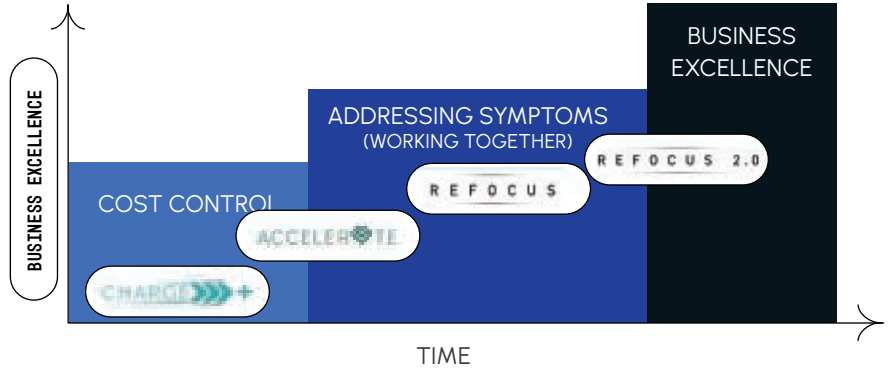 BUSINESS
EXCELLENCE
ADDRESSING SYMPTOMS
(WORKING TOGETHER)
REFOCUS 2.0
REFOCUS
COST CONTROL
ACCELERATE
CHARGE +
BUSINESS EXCELLENCE
TIME